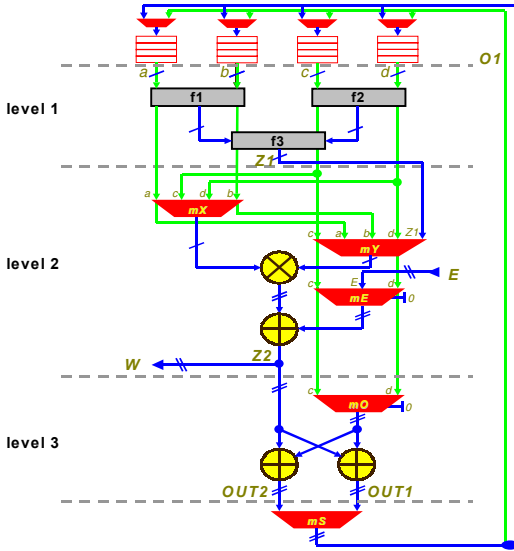 O1
a b c d
level 1
f1 f2
f3
Z1
a c d b
mX
c a b d Z1
mY
level 2
E
E
c d
mE 0
Z2
W
c d
mO 0
level 3
OUT2 OUT1
mS